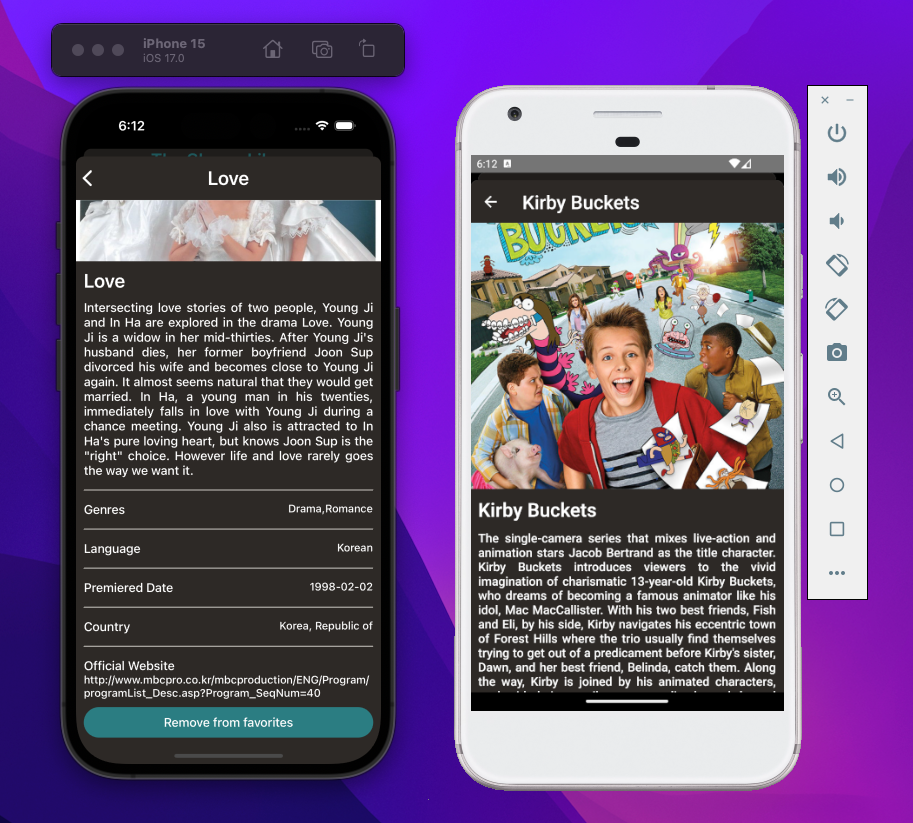 iPhone 15
iOS 17.0
6:12
Love
Love
Intersecting love stories of two people, Young Ji
and In Ha are explored in the drama Love. Young
Ji is a widow in her mid-thirties. After Young Ji's
husband dies, her former boyfriend Joon Sup
divorced his wife and becomes close to Young Ji
again. It almost seems natural that they would get
married. In Ha, a young man in his twenties,
immediately falls in love with Young Ji during a
chance meeting. Young Ji also is attracted to In
Ha's pure loving heart, but knows Joon Sup is the
"right" choice. However life and love rarely goes
the way we want it.
Genres
Drama,Romance
Language
Korean
Premiered Date
1998-02-02
Country
Korea, Republic of
Official Website
http://www.mbcpro.co.kr/mbcproduction/ENG/Program/
programList_Desc.asp?Program_SeqNum=40
Remove from favorites
6:12
Kirby Buckets
BUCKETS
Kirby Buckets
The single-camera series that mixes live-action and
animation stars Jacob Bertrand as the title character.
Kirby Buckets introduces viewers to the vivid
imagination of charismatic 13-year-old Kirby Buckets,
who dreams of becoming a famous animator like his
idol, Mac MacCallister. With his two best friends, Fish
and Eli, by his side, Kirby navigates his eccentric town
of Forest Hills where the trio usually find themselves
trying to get out of a predicament before Kirby's sister,
Dawn, and her best friend, Belinda, catch them. Along
the way, Kirby is joined by his animated characters,